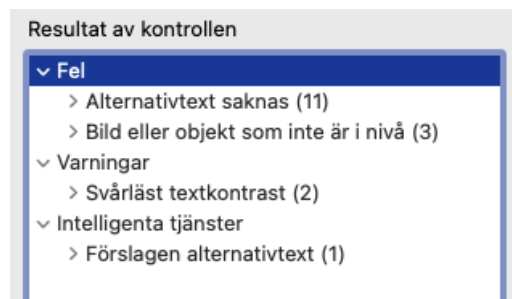 Resultat av kontrollen
Fel
Alternativtext saknas (11)
Bild eller objekt som inte är i nivå (3)
Varningar
Svårläst textkontrast (2)
Intelligenta tjänster
Förslagen alternativtext (1)